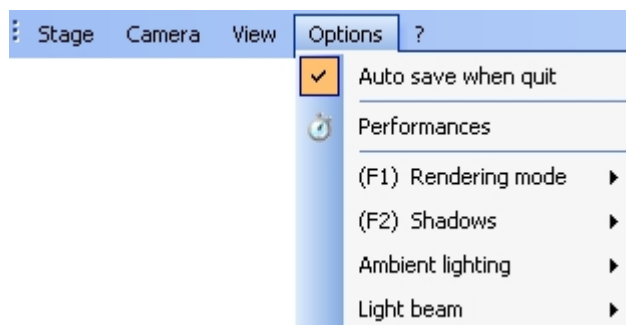 Stage Camera View Options ?
Auto save when quit
Performances
(F1) Rendering mode
(F2) Shadows
Ambient lighting
Light beam